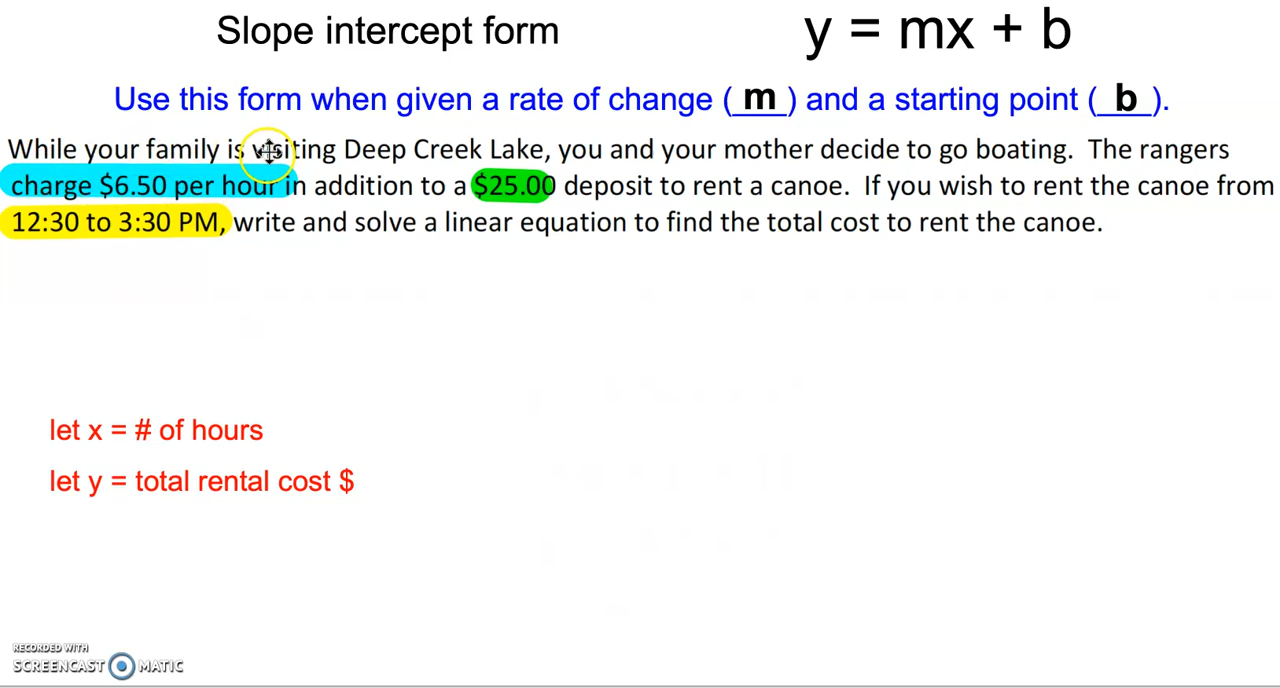 Slope intercept form y = mx + b
Use this form when given a rate of change ( m ) and a starting point ( b ).
While your family is visiting Deep Creek Lake, you and your mother decide to go boating. The rangers
charge $6.50 per hour in addition to a $25.00 deposit to rent a canoe. If you wish to rent the canoe from
12:30 to 3:30 PM, write and solve a linear equation to find the total cost to rent the canoe.
let x = # of hours
let y = total rental cost $
RECORDED WITH
SCREENCAST MATIC